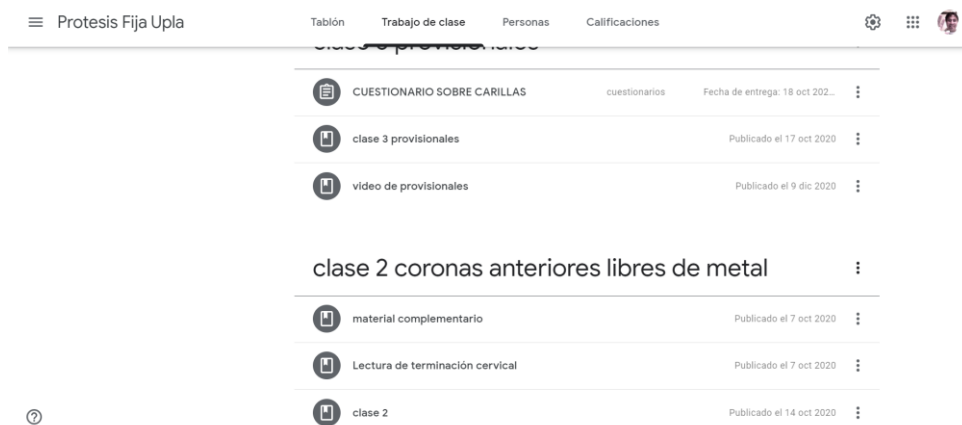 Protesis Fija Upla
Tablón Trabajo de clase Personas Calificaciones
clase 3 provisionales
CUESTIONARIO SOBRE CARILLAS cuestionarios Fecha de entrega: 18 oct 202...
clase 3 provisionales Publicado el 17 oct 2020
video de provisionales Publicado el 9 dic 2020
clase 2 coronas anteriores libres de metal
material complementario Publicado el 7 oct 2020
Lectura de terminación cervical Publicado el 7 oct 2020
clase 2 Publicado el 14 oct 2020